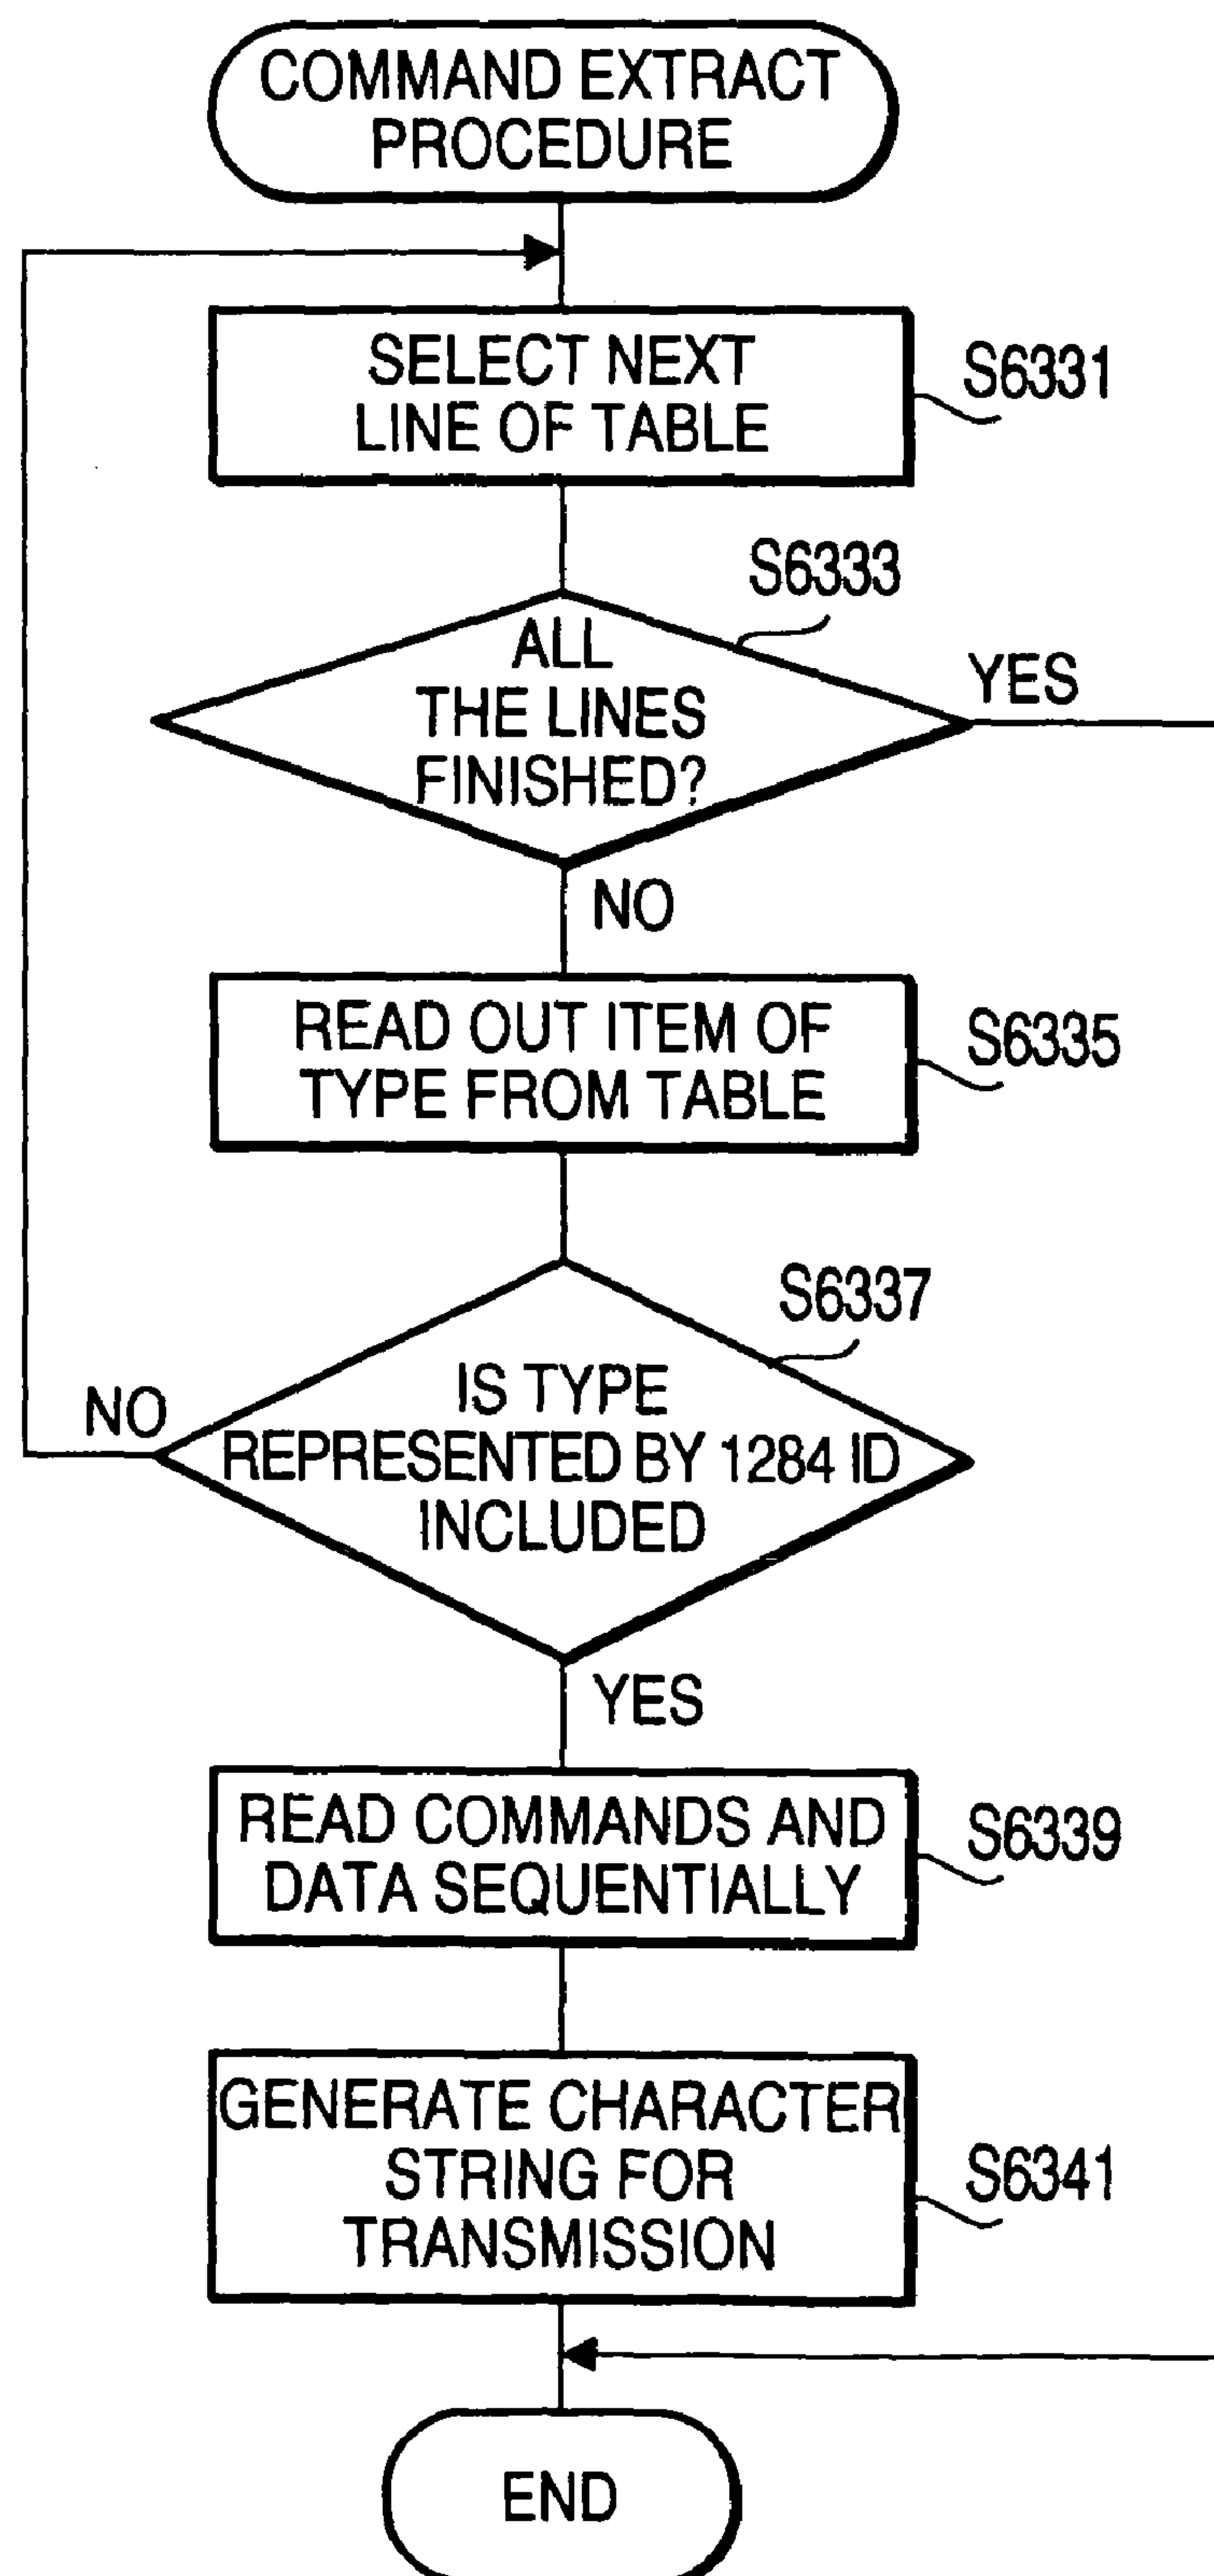 COMMAND EXTRACT
PROCEDURE
SELECT NEXT
LINE OF TABLE
S6331
S6333
ALL
THE LINES
FINISHED?
YES
NO
READ OUT ITEM OF
TYPE FROM TABLE
S6335
S6337
IS TYPE
REPRESENTED BY 1284 ID
INCLUDED
NO
YES
READ COMMANDS AND
DATA SEQUENTIALLY
S6339
GENERATE CHARACTER
STRING FOR
TRANSMISSION
S6341
END